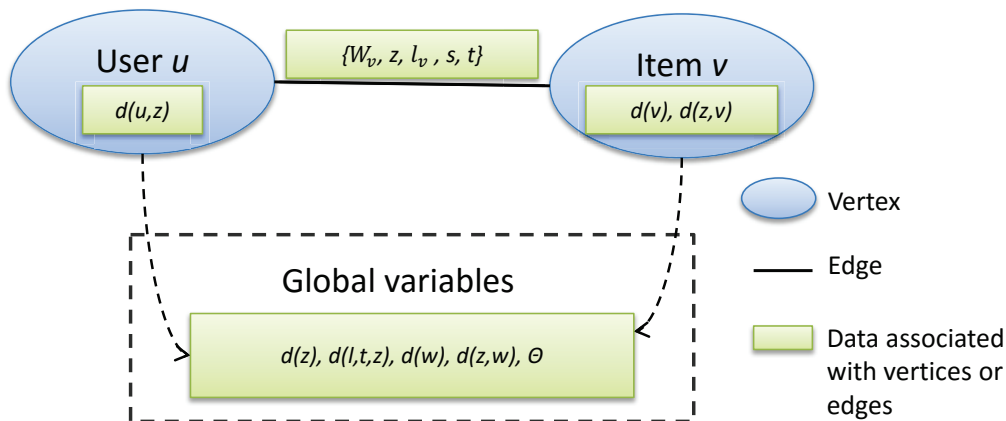 User u
{W_v, z, l_v , s, t}
Item v
d(u,z)
d(v), d(z,v)
Vertex
Edge
Global variables
d(z), d(l,t,z), d(w), d(z,w), Θ
Data associated
with vertices or
edges